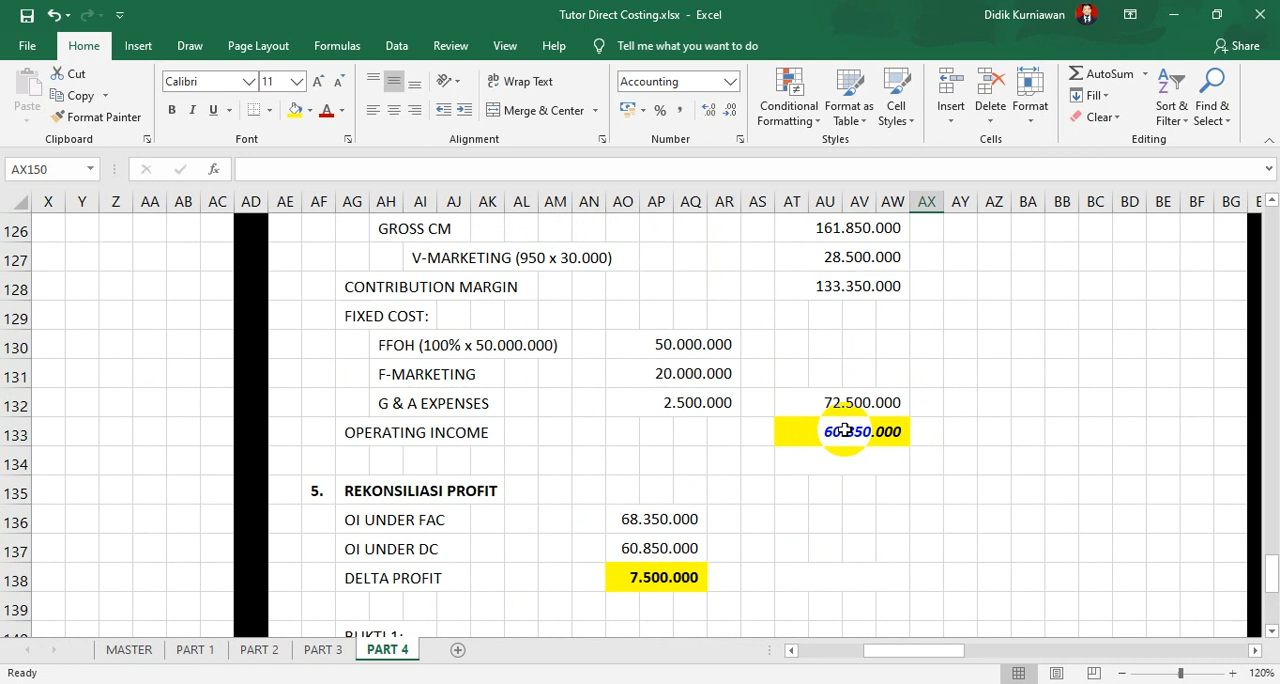 Tutor Direct Costing.xlsx - Excel
Didik Kurniawan
File Home Insert Draw Page Layout Formulas Data Review View Help Tell me what you want to do Share
Paste
Cut
Copy
Format Painter
Clipboard
Calibri 11
B I U
Font
Wrap Text
Merge & Center
Alignment
Accounting
Number
Conditional Formatting
Format as Table
Cell Styles
Styles
Insert
Delete
Format
Cells
AutoSum
Fill
Clear
Sort & Filter
Find & Select
Editing
AX150
X Y Z AA AB AC AD AE AF AG AH AI AJ AK AL AM AN AO AP AQ AR AS AT AU AV AW AX AY AZ BA BB BC BD BE BF BG
126 GROSS CM 161.850.000
127 V-MARKETING (950 x 30.000) 28.500.000
128 CONTRIBUTION MARGIN 133.350.000
129 FIXED COST:
130 FFOH (100% x 50.000.000) 50.000.000
131 F-MARKETING 20.000.000
132 G & A EXPENSES 2.500.000 72.500.000
133 OPERATING INCOME 60.850.000
134
135 5. REKONSILIASI PROFIT
136 OI UNDER FAC 68.350.000
137 OI UNDER DC 60.850.000
138 DELTA PROFIT 7.500.000
139
140 BUKTI 1:
MASTER PART 1 PART 2 PART 3 PART 4
Ready
120%